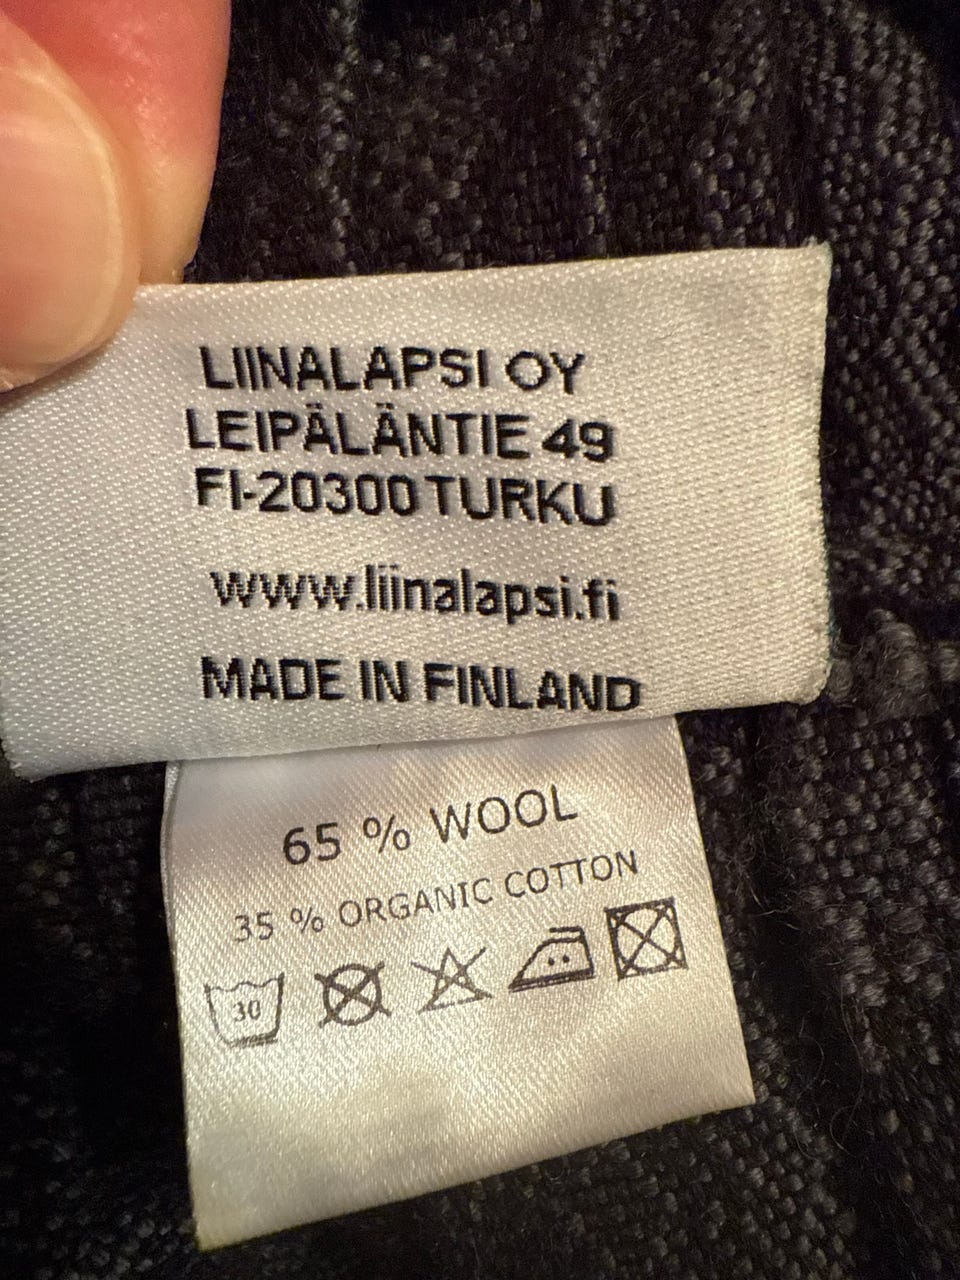 LIINALAPSI OY
LEIPÄLÄNTIE 49
FI-20300 TURKU
www.liinalapsi.fi
MADE IN FINLAND
65 % WOOL
35 % ORGANIC COTTON
30